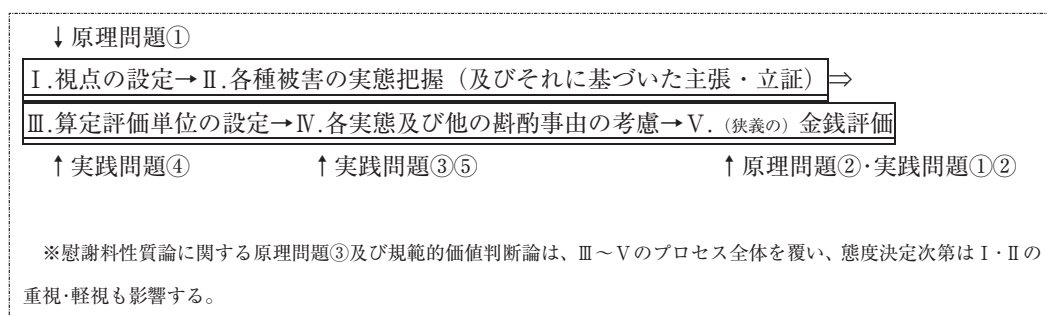 ↓原理問題①
Ⅰ.視点の設定→Ⅱ.各種被害の実態把握（及びそれに基づいた主張・立証）⇒
Ⅲ.算定評価単位の設定→Ⅳ.各実態及び他の斟酌事由の考慮→Ⅴ.（狭義の）金銭評価
↑実践問題④ ↑実践問題③⑤ ↑原理問題②･実践問題①②
※慰謝料性質論に関する原理問題③及び規範的価値判断論は、Ⅲ～Ⅴのプロセス全体を覆い、態度決定次第はⅠ・Ⅱの
重視･軽視も影響する。